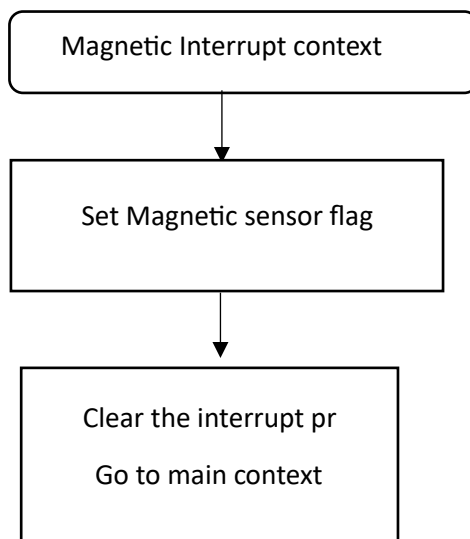 Magnetic Interrupt context
Set Magnetic sensor flag
Clear the interrupt pr
Go to main context